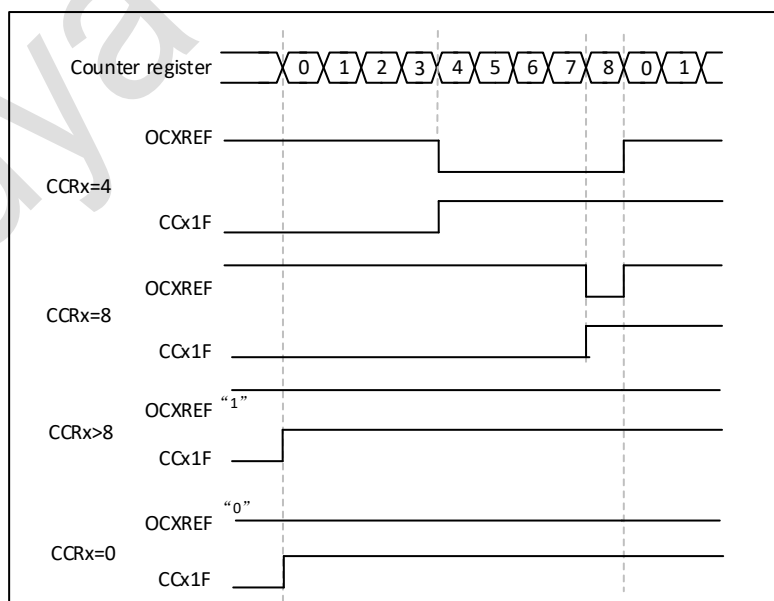 Counter register 0 1 2 3 4 5 6 7 8 0 1
OCXREF
CCRx=4
CCx1F
OCXREF
CCRx=8
CCx1F
OCXREF “1”
CCRx>8
CCx1F
OCXREF “0”
CCRx=0
CCx1F